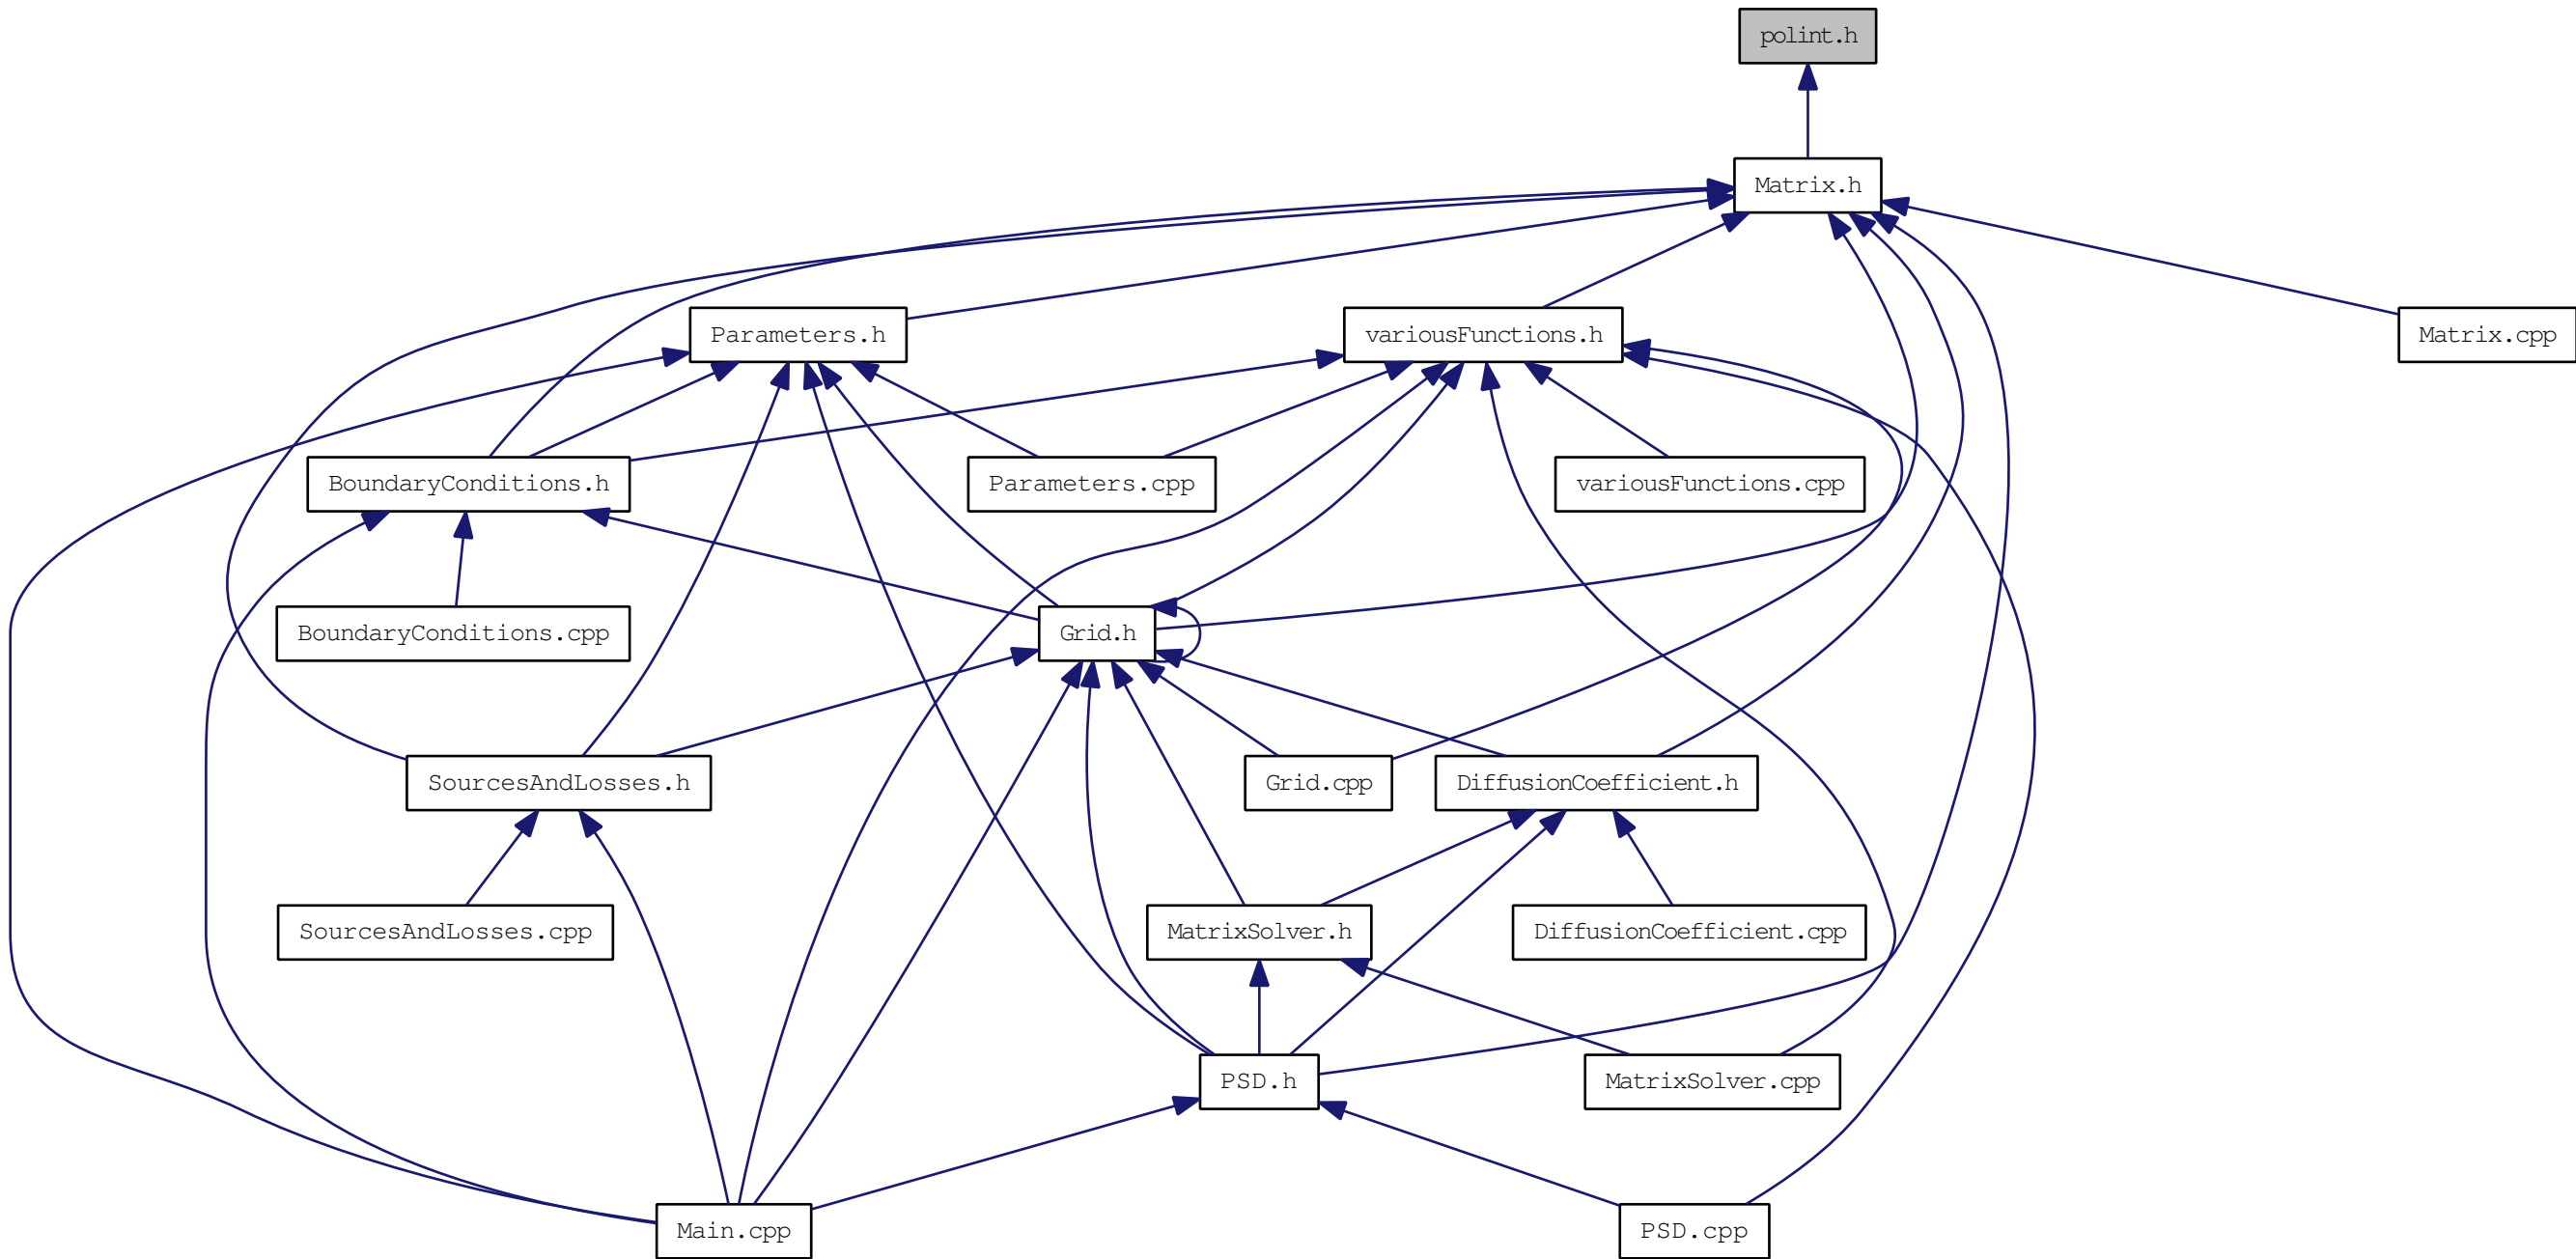 polint.h
Matrix.h
Parameters.h
variousFunctions.h
Matrix.cpp
BoundaryConditions.h
Parameters.cpp
variousFunctions.cpp
BoundaryConditions.cpp
Grid.h
SourcesAndLosses.h
Grid.cpp
DiffusionCoefficient.h
SourcesAndLosses.cpp
MatrixSolver.h
DiffusionCoefficient.cpp
PSD.h
MatrixSolver.cpp
Main.cpp
PSD.cpp